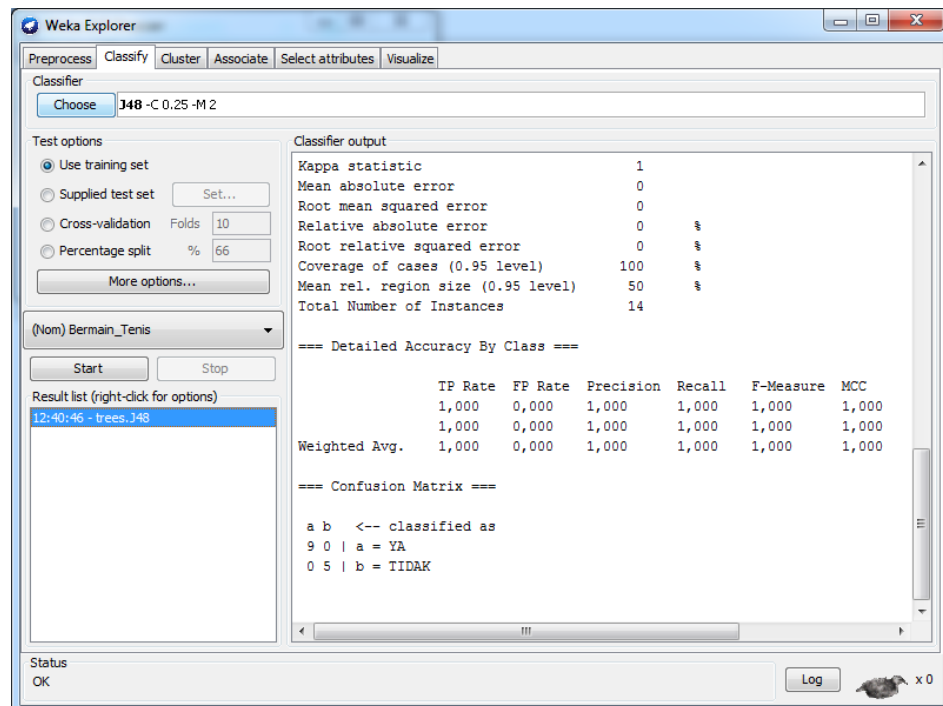 Weka Explorer
Preprocess Classify Cluster Associate Select attributes Visualize
Classifier
Choose J48 -C 0.25 -M 2
Test options
Use training set
Supplied test set Set...
Cross-validation Folds 10
Percentage split % 66
More options...
(Nom) Bermain_Tenis
Start Stop
Result list (right-click for options)
12:40:46 - trees.J48
Classifier output
Kappa statistic 1
Mean absolute error 0
Root mean squared error 0
Relative absolute error 0 %
Root relative squared error 0 %
Coverage of cases (0.95 level) 100 %
Mean rel. region size (0.95 level) 50 %
Total Number of Instances 14
=== Detailed Accuracy By Class ===
TP Rate FP Rate Precision Recall F-Measure MCC
1,000 0,000 1,000 1,000 1,000 1,000
1,000 0,000 1,000 1,000 1,000 1,000
Weighted Avg. 1,000 0,000 1,000 1,000 1,000 1,000
=== Confusion Matrix ===
a b <-- classified as
9 0 | a = YA
0 5 | b = TIDAK
Status
OK
Log x 0